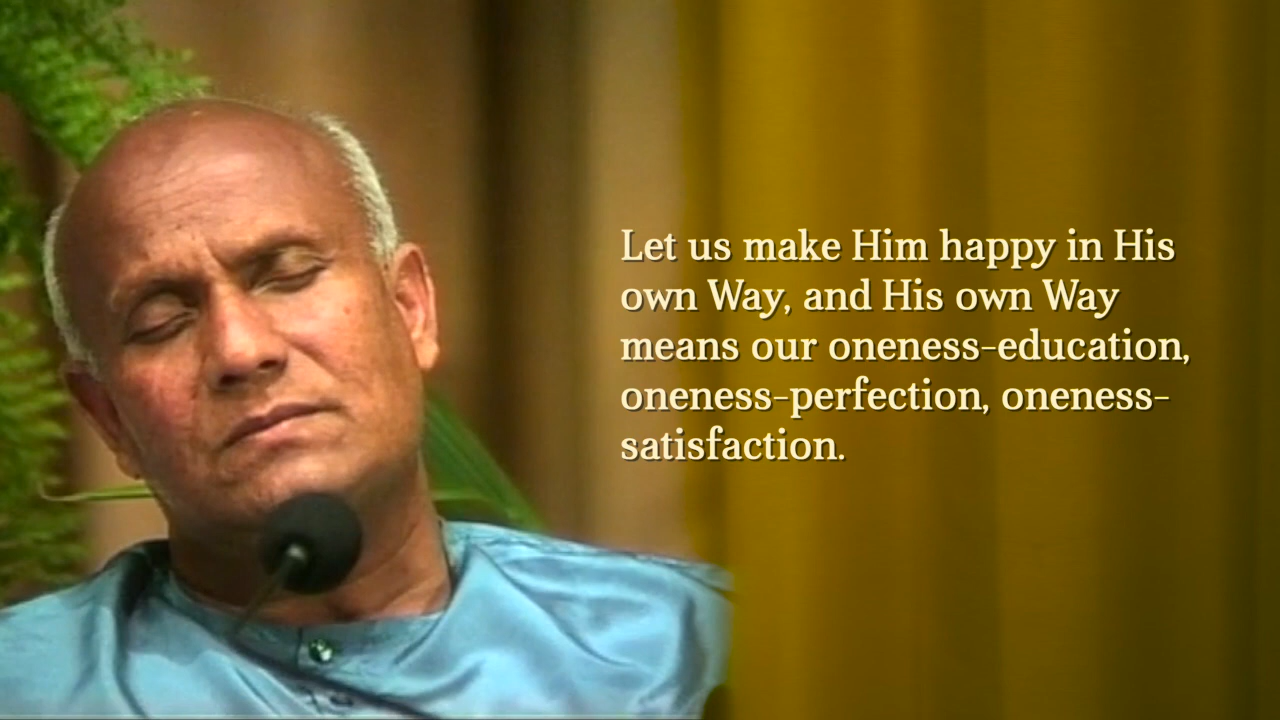 Let us make Him happy in His
own Way, and His own Way
means our oneness-education,
oneness-perfection, oneness-
satisfaction.